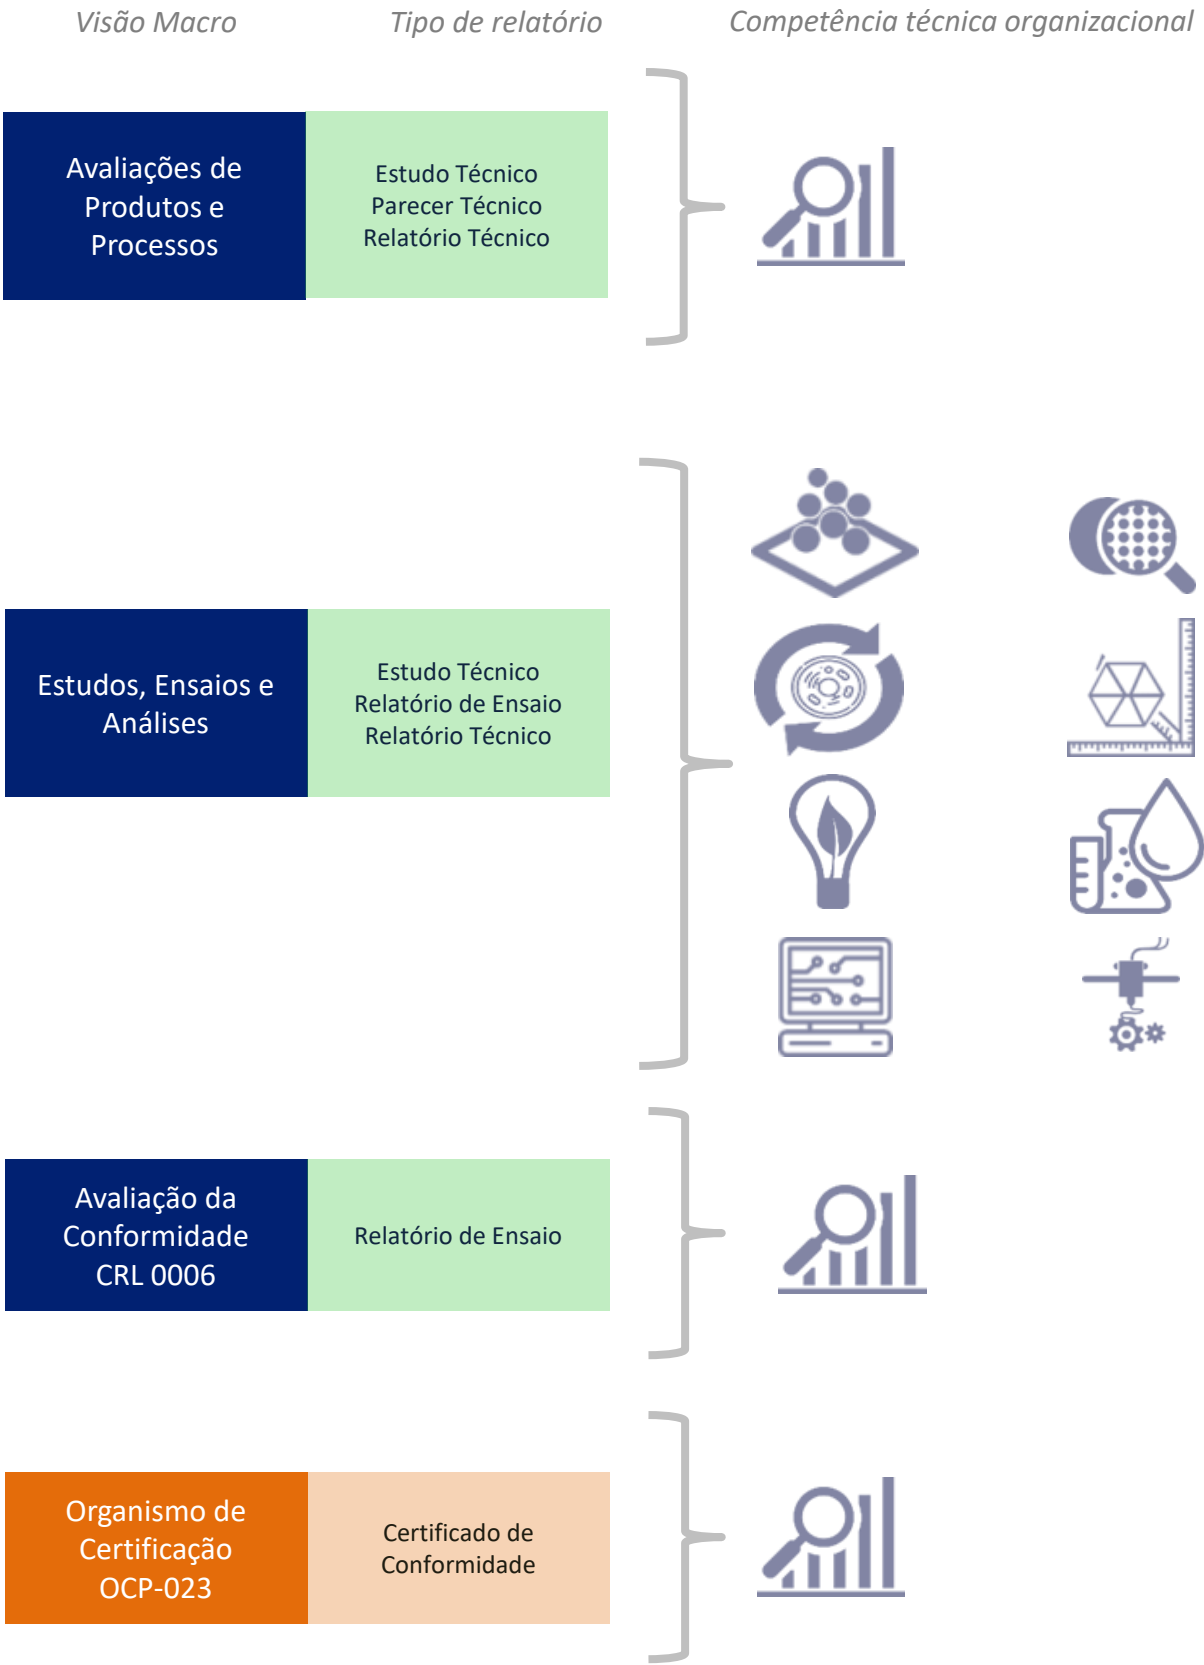 Visão Macro
Tipo de relatório
Competência técnica organizacional
Avaliações de
Produtos e
Processos
Estudo Técnico
Parecer Técnico
Relatório Técnico
Estudos, Ensaios e
Análises
Estudo Técnico
Relatório de Ensaio
Relatório Técnico
Avaliação da
Conformidade
CRL 0006
Relatório de Ensaio
Organismo de
Certificação
OCP-023
Certificado de
Conformidade